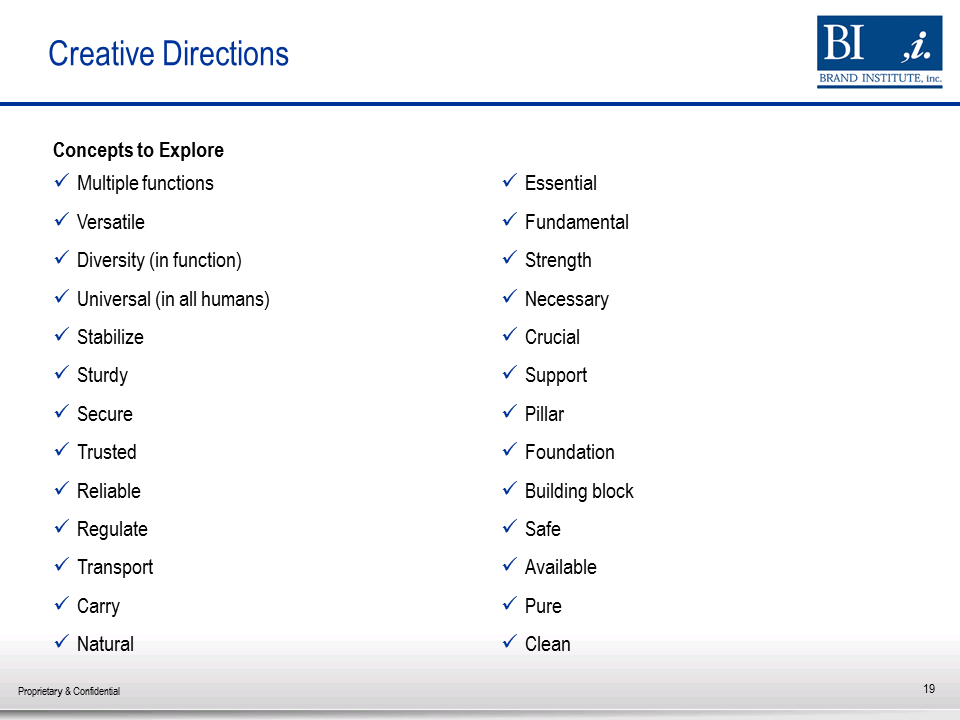 Creative Directions
BI ,i.
BRAND INSTITUTE, inc.
Concepts to Explore
✓ Multiple functions
✓ Versatile
✓ Diversity (in function)
✓ Universal (in all humans)
✓ Stabilize
✓ Sturdy
✓ Secure
✓ Trusted
✓ Reliable
✓ Regulate
✓ Transport
✓ Carry
✓ Natural
✓ Essential
✓ Fundamental
✓ Strength
✓ Necessary
✓ Crucial
✓ Support
✓ Pillar
✓ Foundation
✓ Building block
✓ Safe
✓ Available
✓ Pure
✓ Clean
Proprietary & Confidential
19